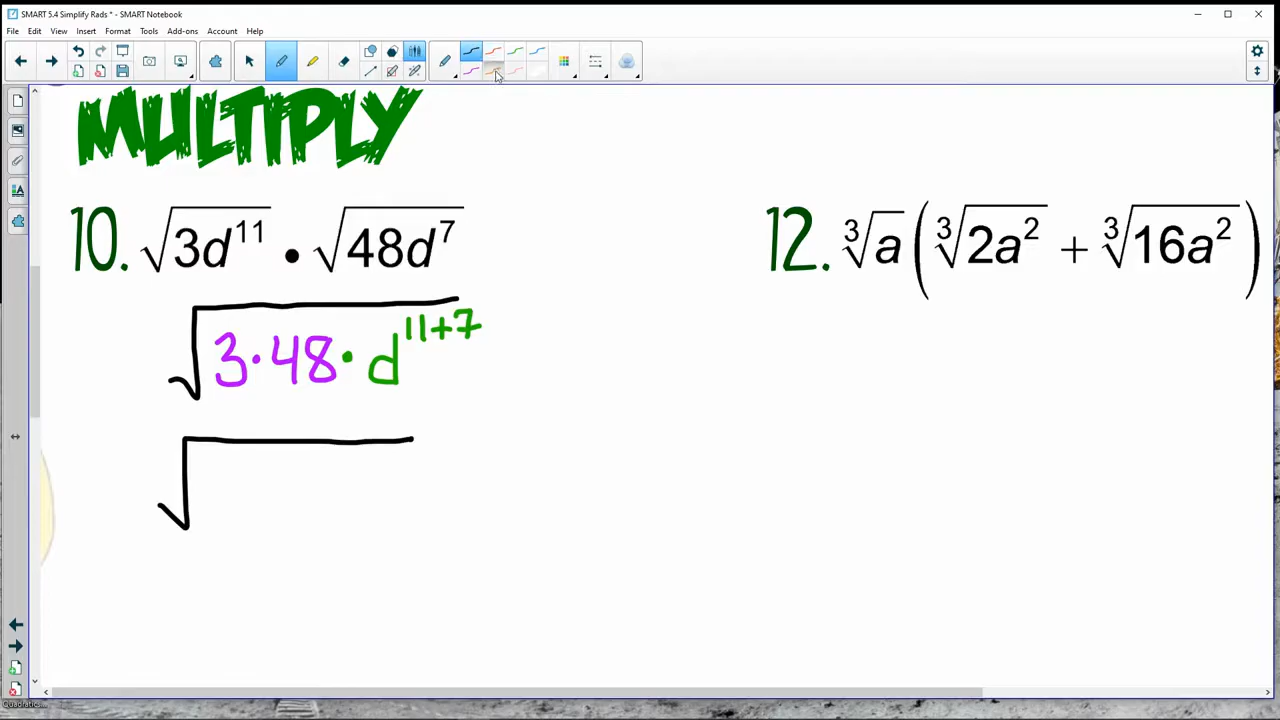 SMART 5.4 Simplify Rads * - SMART Notebook
File Edit View Insert Format Tools Add-ons Account Help
MULTIPLY
10. √3d¹¹ • √48d⁷
12. ∛a(∛2a² + ∛16a²)
√3·48·d¹¹⁺⁷
√
Quadratics...